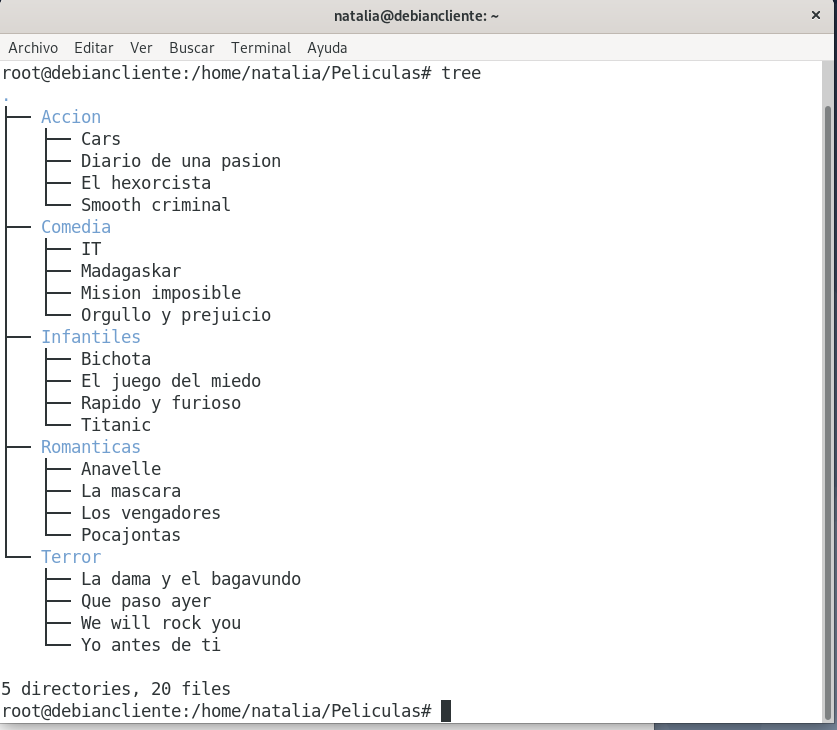 natalia@debiancliente: ~
×
Archivo Editar Ver Buscar Terminal Ayuda
root@debiancliente:/home/natalia/Peliculas# tree
.
├── Accion
│   ├── Cars
│   ├── Diario de una pasion
│   ├── El hexorcista
│   └── Smooth criminal
├── Comedia
│   ├── IT
│   ├── Madagaskar
│   ├── Mision imposible
│   └── Orgullo y prejuicio
├── Infantiles
│   ├── Bichota
│   ├── El juego del miedo
│   ├── Rapido y furioso
│   └── Titanic
├── Romanticas
│   ├── Anavelle
│   ├── La mascara
│   ├── Los vengadores
│   └── Pocajontas
└── Terror
    ├── La dama y el bagavundo
    ├── Que paso ayer
    ├── We will rock you
    └── Yo antes de ti
5 directories, 20 files
root@debiancliente:/home/natalia/Peliculas#